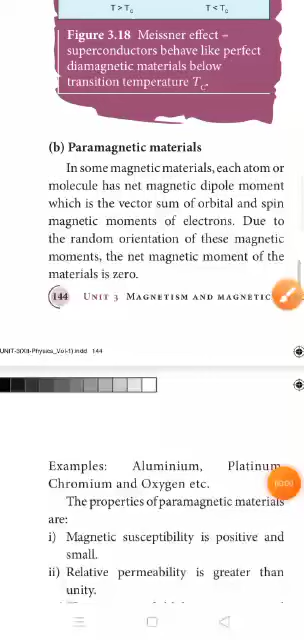 T > Tc
T < Tc
Figure 3.18 Meissner effect –
superconductors behave like perfect
diamagnetic materials below
transition temperature TC.
(b) Paramagnetic materials
In some magnetic materials, each atom or
molecule has net magnetic dipole moment
which is the vector sum of orbital and spin
magnetic moments of electrons. Due to
the random orientation of these magnetic
moments, the net magnetic moment of the
materials is zero.
144 UNIT 3 MAGNETISM AND MAGNETIC
UNIT-3(XII-Physics_Vol-1).indd 144
Examples: Aluminium, Platinum,
Chromium and Oxygen etc.
The properties of paramagnetic materials
are:
i) Magnetic susceptibility is positive and
small.
ii) Relative permeability is greater than
unity.